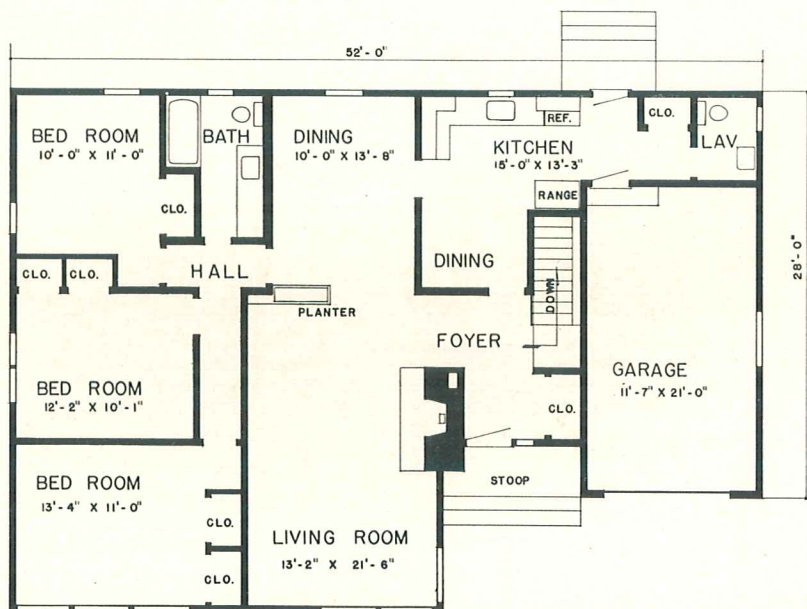 52'- 0"
BED ROOM
10'- 0" X 11'- 0"
BATH
DINING
10'- 0" X 13'- 8"
REF.
KITCHEN
15'- 0" X 13'- 3"
CLO.
LAV.
RANGE
CLO.
CLO.
CLO.
HALL
DINING
DOWN
28'- 0"
PLANTER
FOYER
BED ROOM
12'- 2" X 10'- 1"
GARAGE
11'- 7" X 21'- 0"
CLO.
BED ROOM
13'- 4" X 11'- 0"
STOOP
CLO.
LIVING ROOM
13'- 2" X 21'- 6"
CLO.